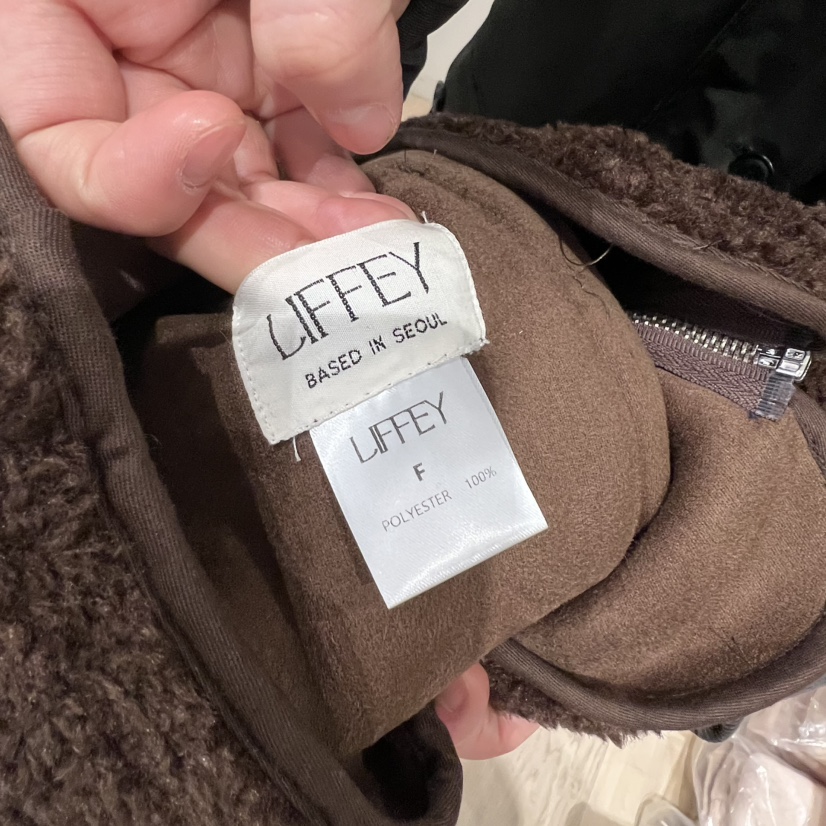 LIFFEY
BASED IN SEOUL
LIFFEY
F
POLYESTER 100%